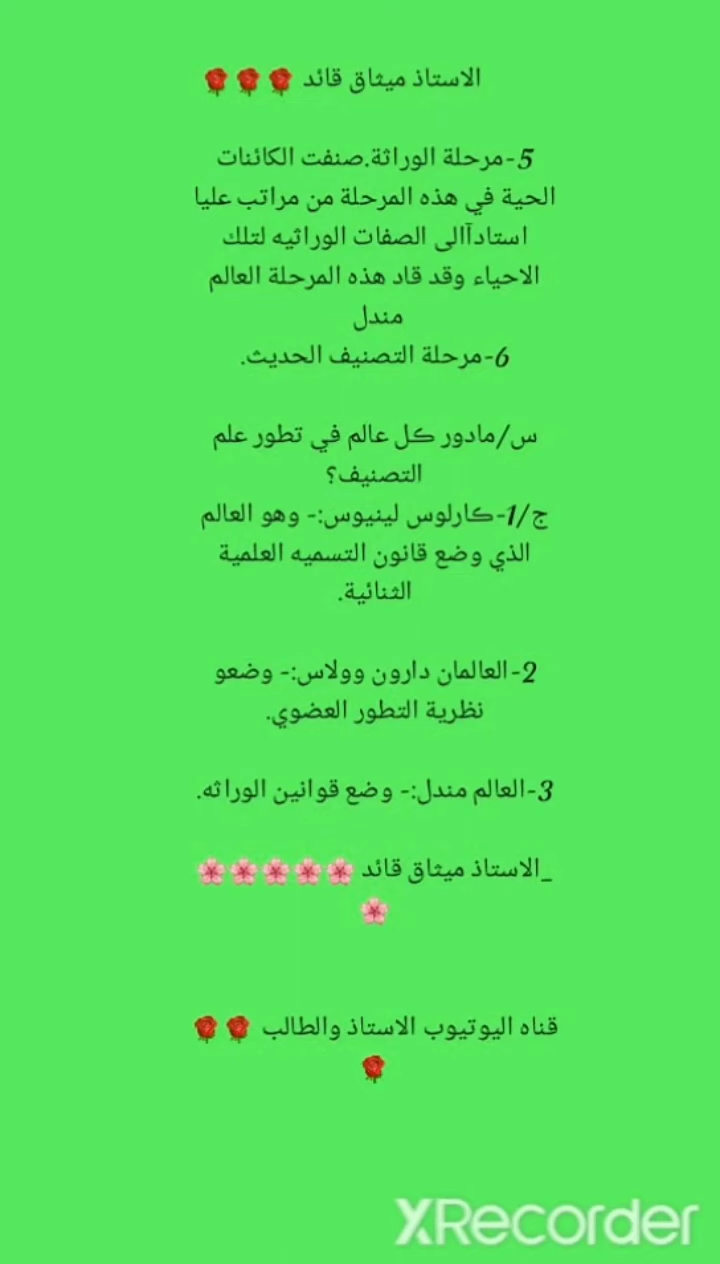 الاستاذ ميثاق قائد 🌹🌹🌹
5-مرحلة الوراثة.صنفت الكائنات
الحية في هذه المرحلة من مراتب عليا
استادآالى الصفات الوراثيه لتلك
الاحياء وقد قاد هذه المرحلة العالم
مندل
6-مرحلة التصنيف الحديث.
س/مادور كل عالم في تطور علم
التصنيف؟
ج/1-كارلوس لينيوس:- وهو العالم
الذي وضع قانون التسميه العلمية
الثنائية.
2-العالمان دارون وولاس:- وضعو
نظرية التطور العضوي.
3-العالم مندل:- وضع قوانين الوراثه.
_الاستاذ ميثاق قائد 🌸🌸🌸🌸🌸
🌸
قناه اليوتيوب الاستاذ والطالب 🌹🌹
🌹
XRecorder